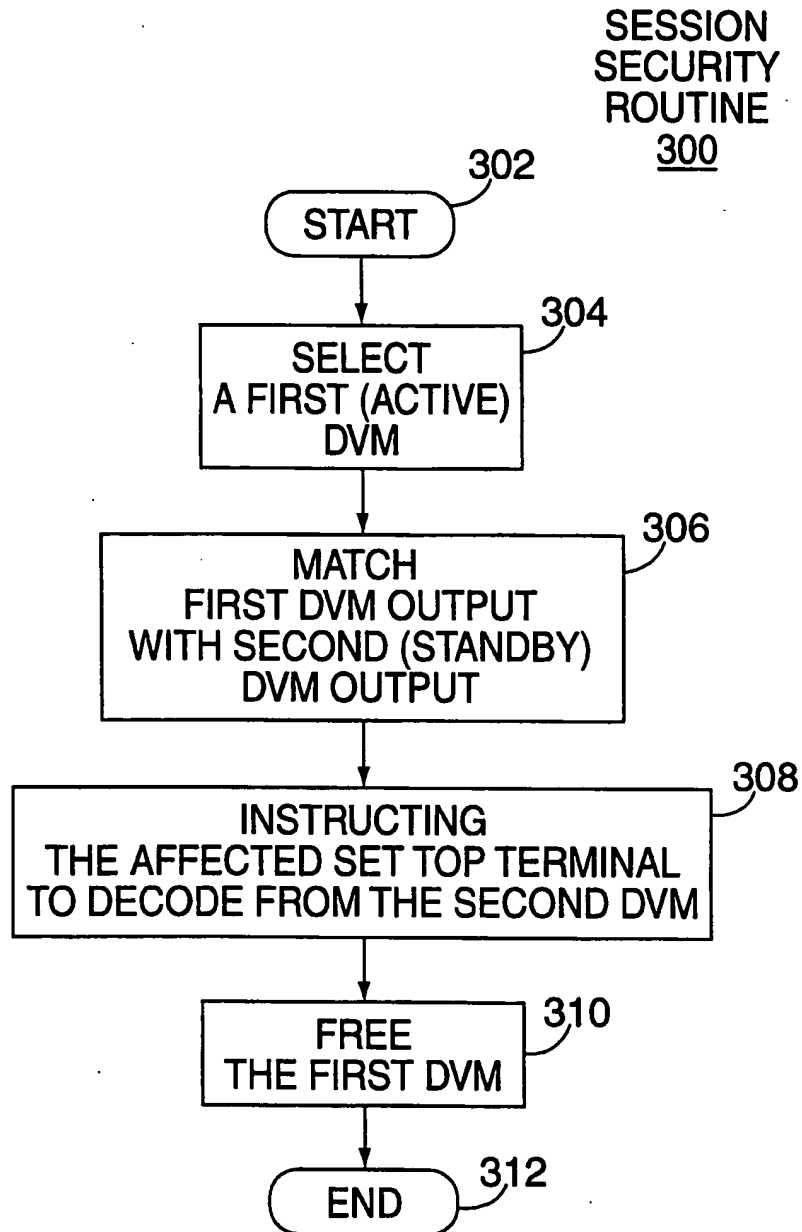 SESSION
SECURITY
ROUTINE
300
302
START
304
SELECT
A FIRST (ACTIVE)
DVM
306
MATCH
FIRST DVM OUTPUT
WITH SECOND (STANDBY)
DVM OUTPUT
308
INSTRUCTING
THE AFFECTED SET TOP TERMINAL
TO DECODE FROM THE SECOND DVM
310
FREE
THE FIRST DVM
312
END